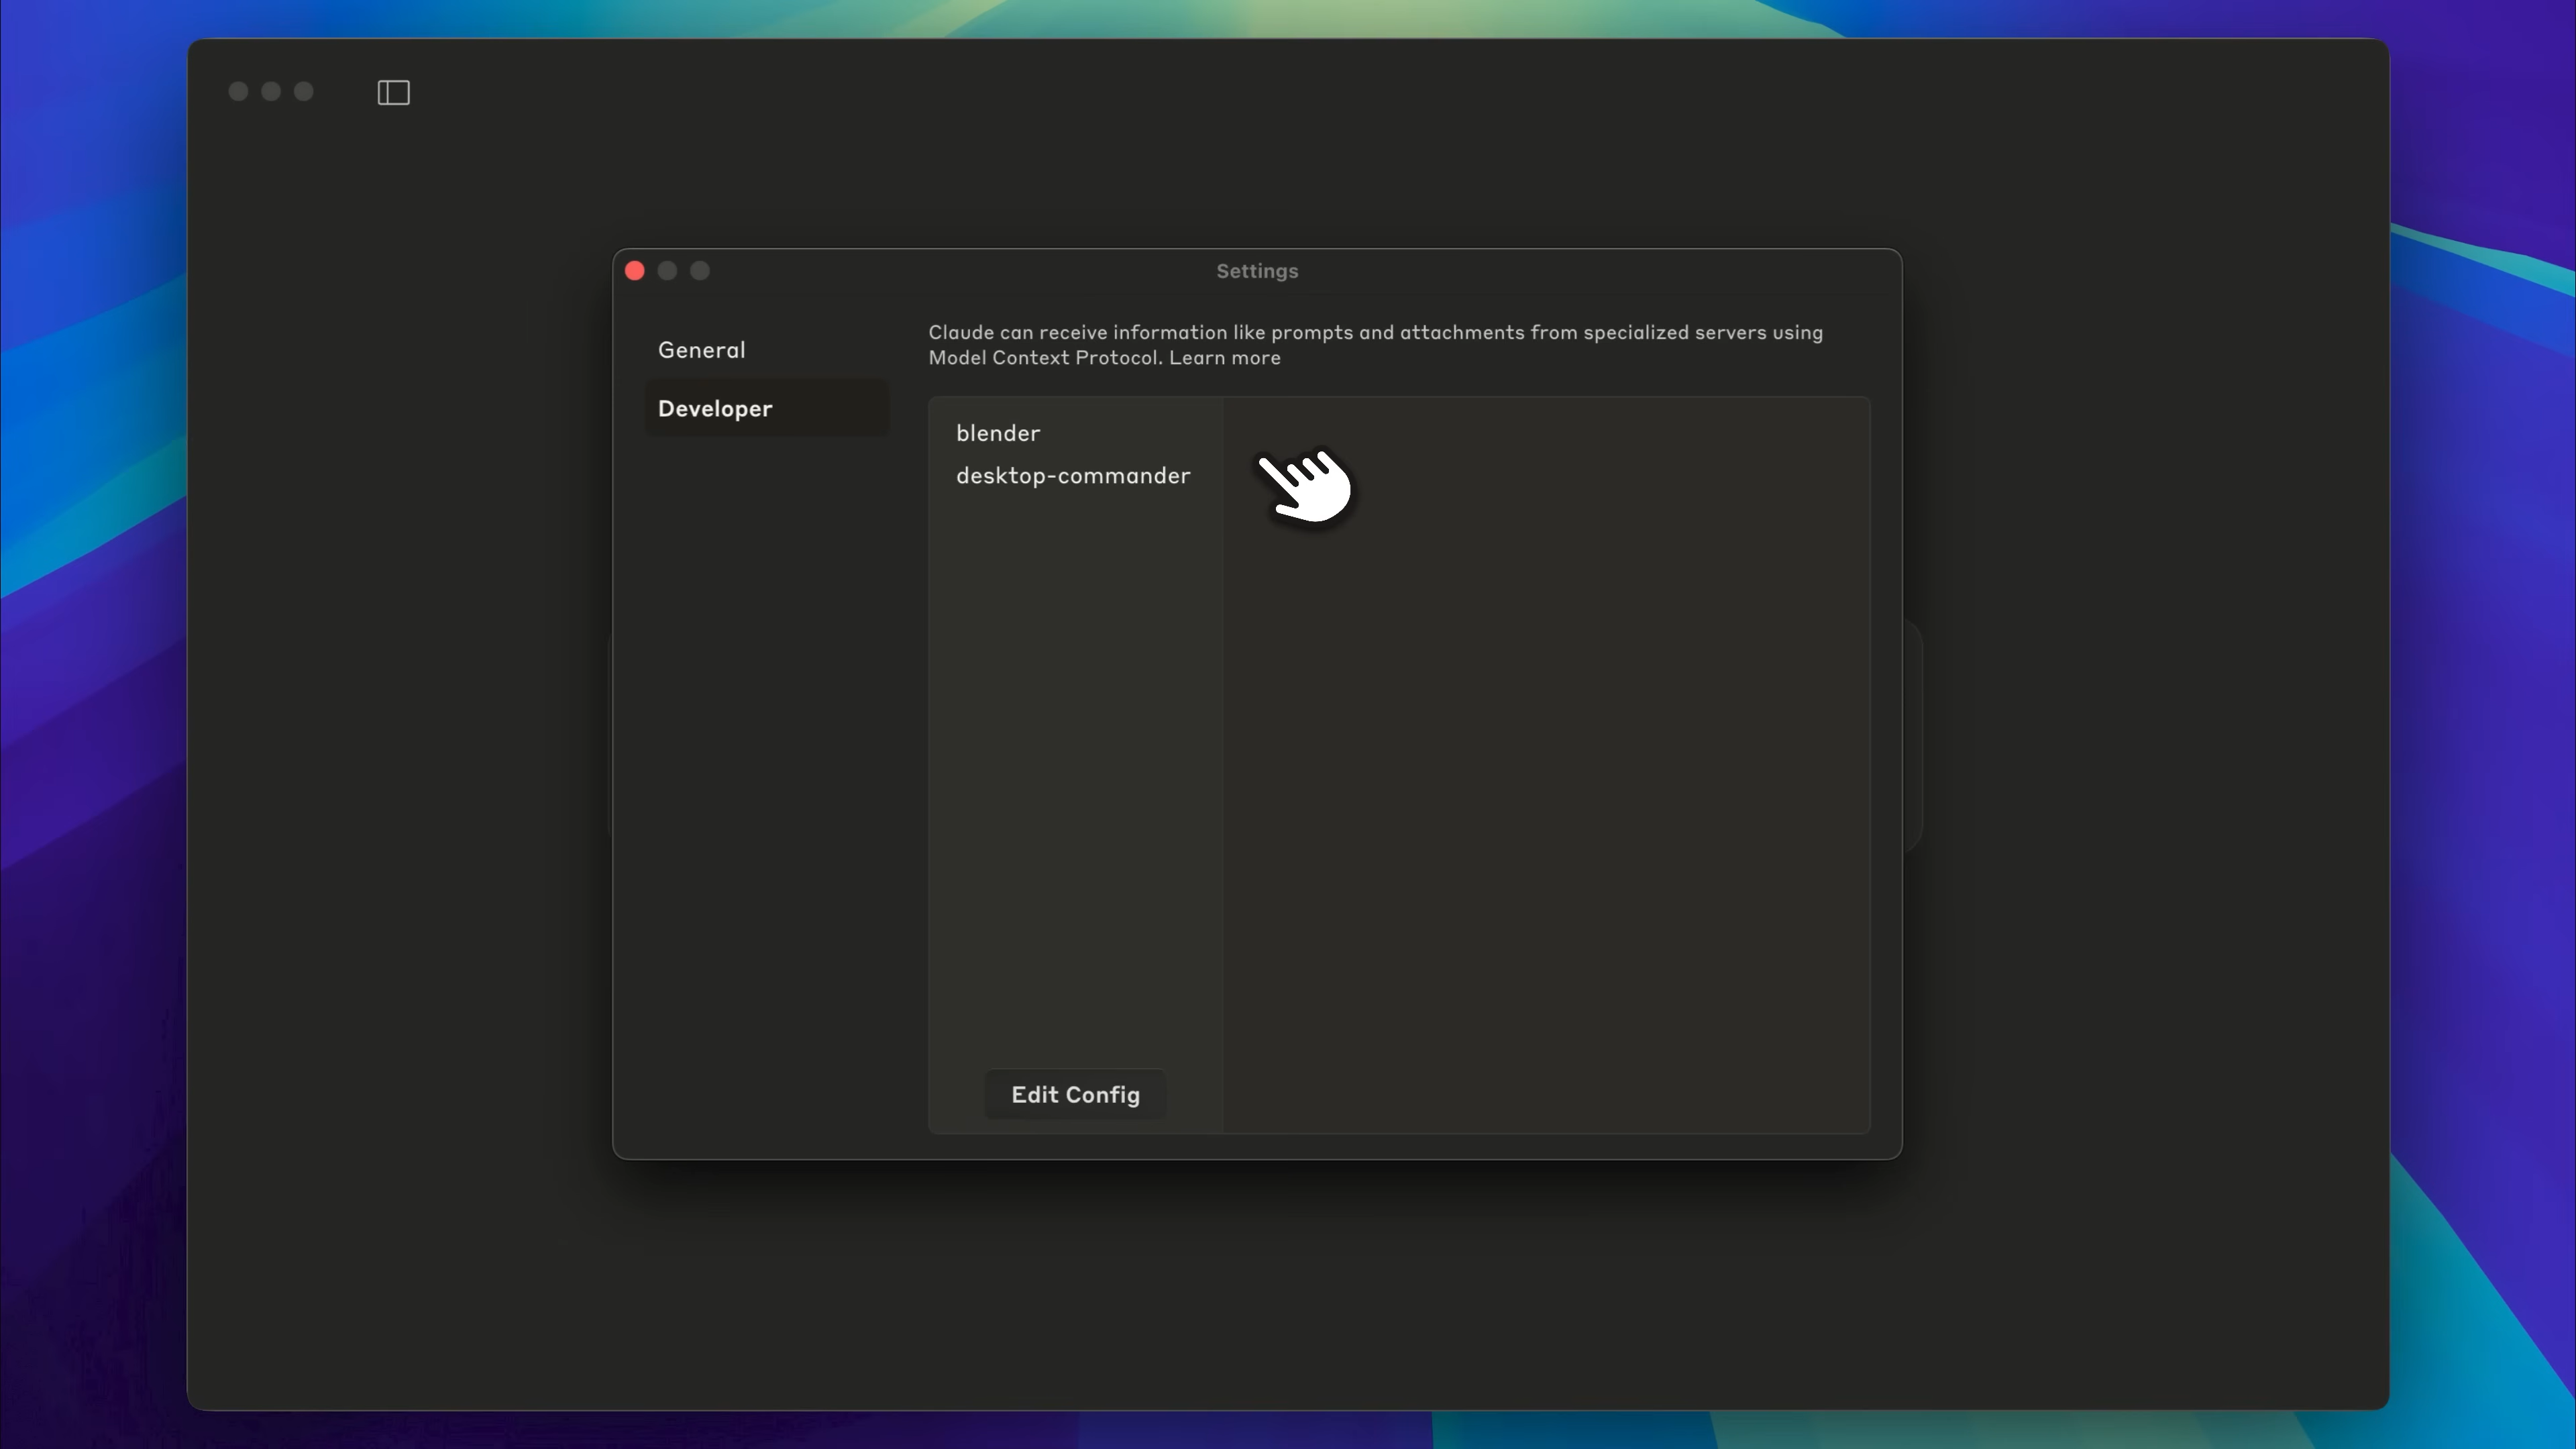 Settings
General
Developer
Claude can receive information like prompts and attachments from specialized servers using
Model Context Protocol. Learn more
blender
desktop-commander
Edit Config